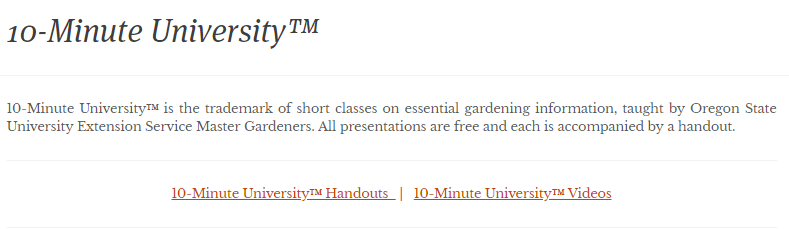 10-Minute University™
10-Minute University™ is the trademark of short classes on essential gardening information, taught by Oregon State
University Extension Service Master Gardeners. All presentations are free and each is accompanied by a handout.
10-Minute University™ Handouts | 10-Minute University™ Videos